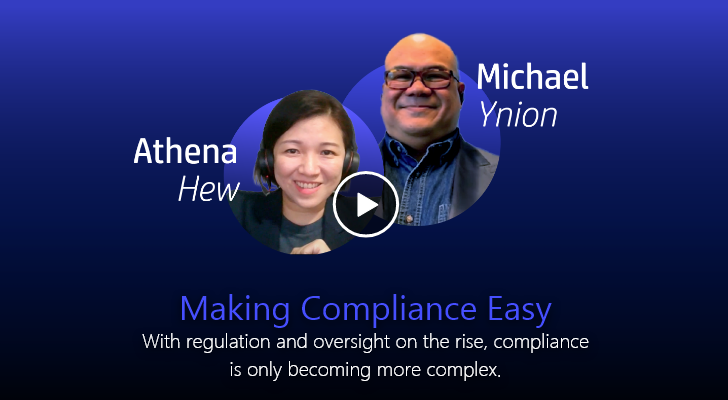 Michael
Ynion
Athena
Hew
Making Compliance Easy
With regulation and oversight on the rise, compliance
is only becoming more complex.